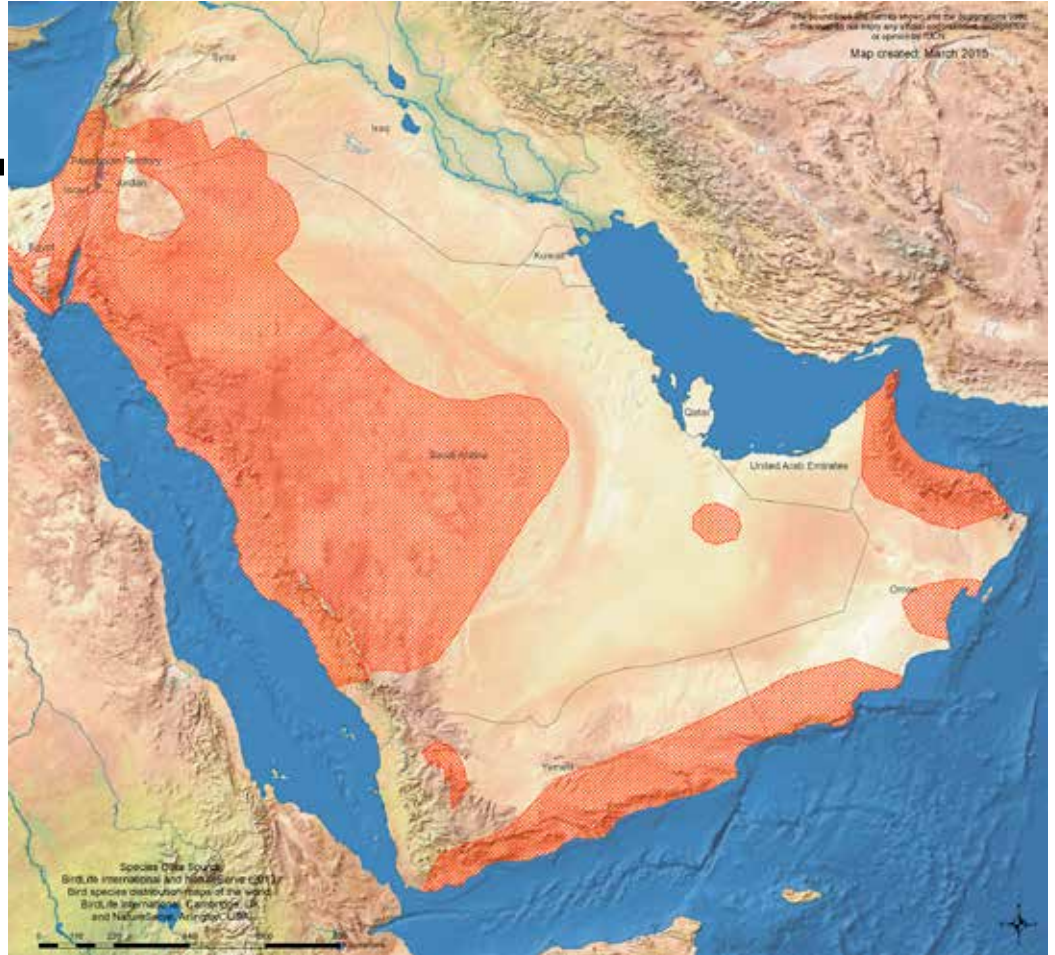 Map created: March 2015
Syria
Iraq
Palestinian Territory
Israel
Jordan
Egypt
Kuwait
Qatar
Saudi Arabia
United Arab Emirates
Oman
Yemen
Species Data Source:
BirdLife International and NatureServe
Bird species distribution maps of the world.
BirdLife International, Cambridge, UK
and NatureServe, Arlington, USA.